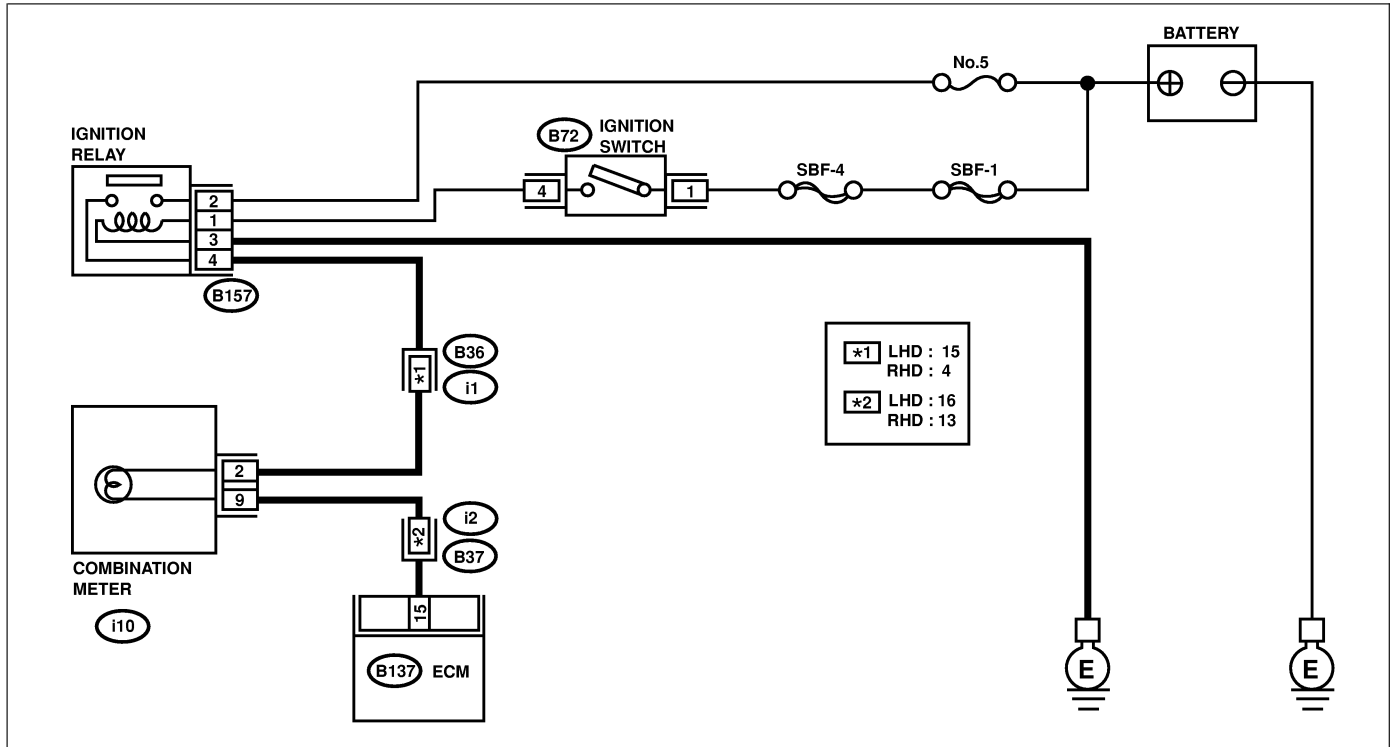 BATTERY
No.5
IGNITION
RELAY
B72
IGNITION
SWITCH
4
1
SBF-4
SBF-1
2
1
3
4
B157
*1
B36
i1
*1 LHD : 15
RHD : 4
*2 LHD : 16
RHD : 13
2
9
*2
i2
B37
COMBINATION
METER
i10
15
B137 ECM
E
E